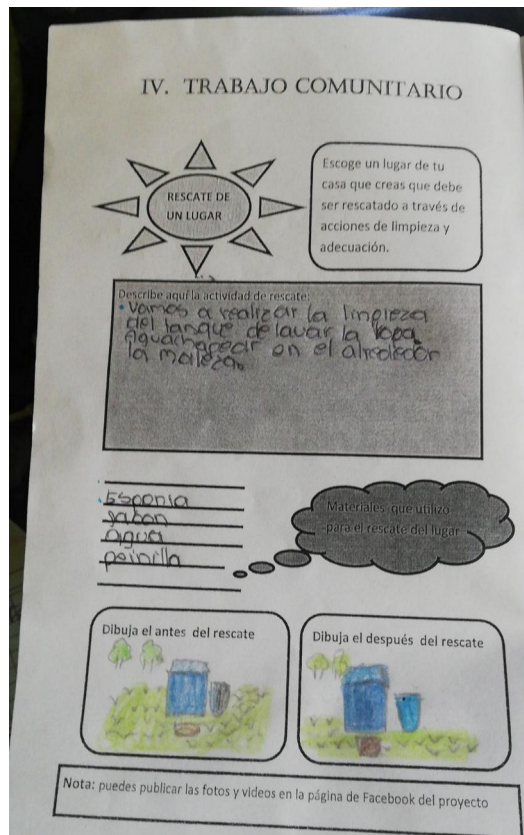 IV. TRABAJO COMUNITARIO
RESCATE DE
UN LUGAR
Escoge un lugar de tu
casa que creas que debe
ser rescatado a través de
acciones de limpieza y
adecuación.
Describe aquí la actividad de rescate:
Vamos a realizar la limpieza
del tanque de lavar la ropa
Aguachacear en el alrededor
la maleza.
Esponja
jabon
agua
peinilla
Materiales que utilizo
para el rescate del lugar
Dibuja el antes del rescate
Dibuja el después del rescate
Nota: puedes publicar las fotos y videos en la página de Facebook del proyecto